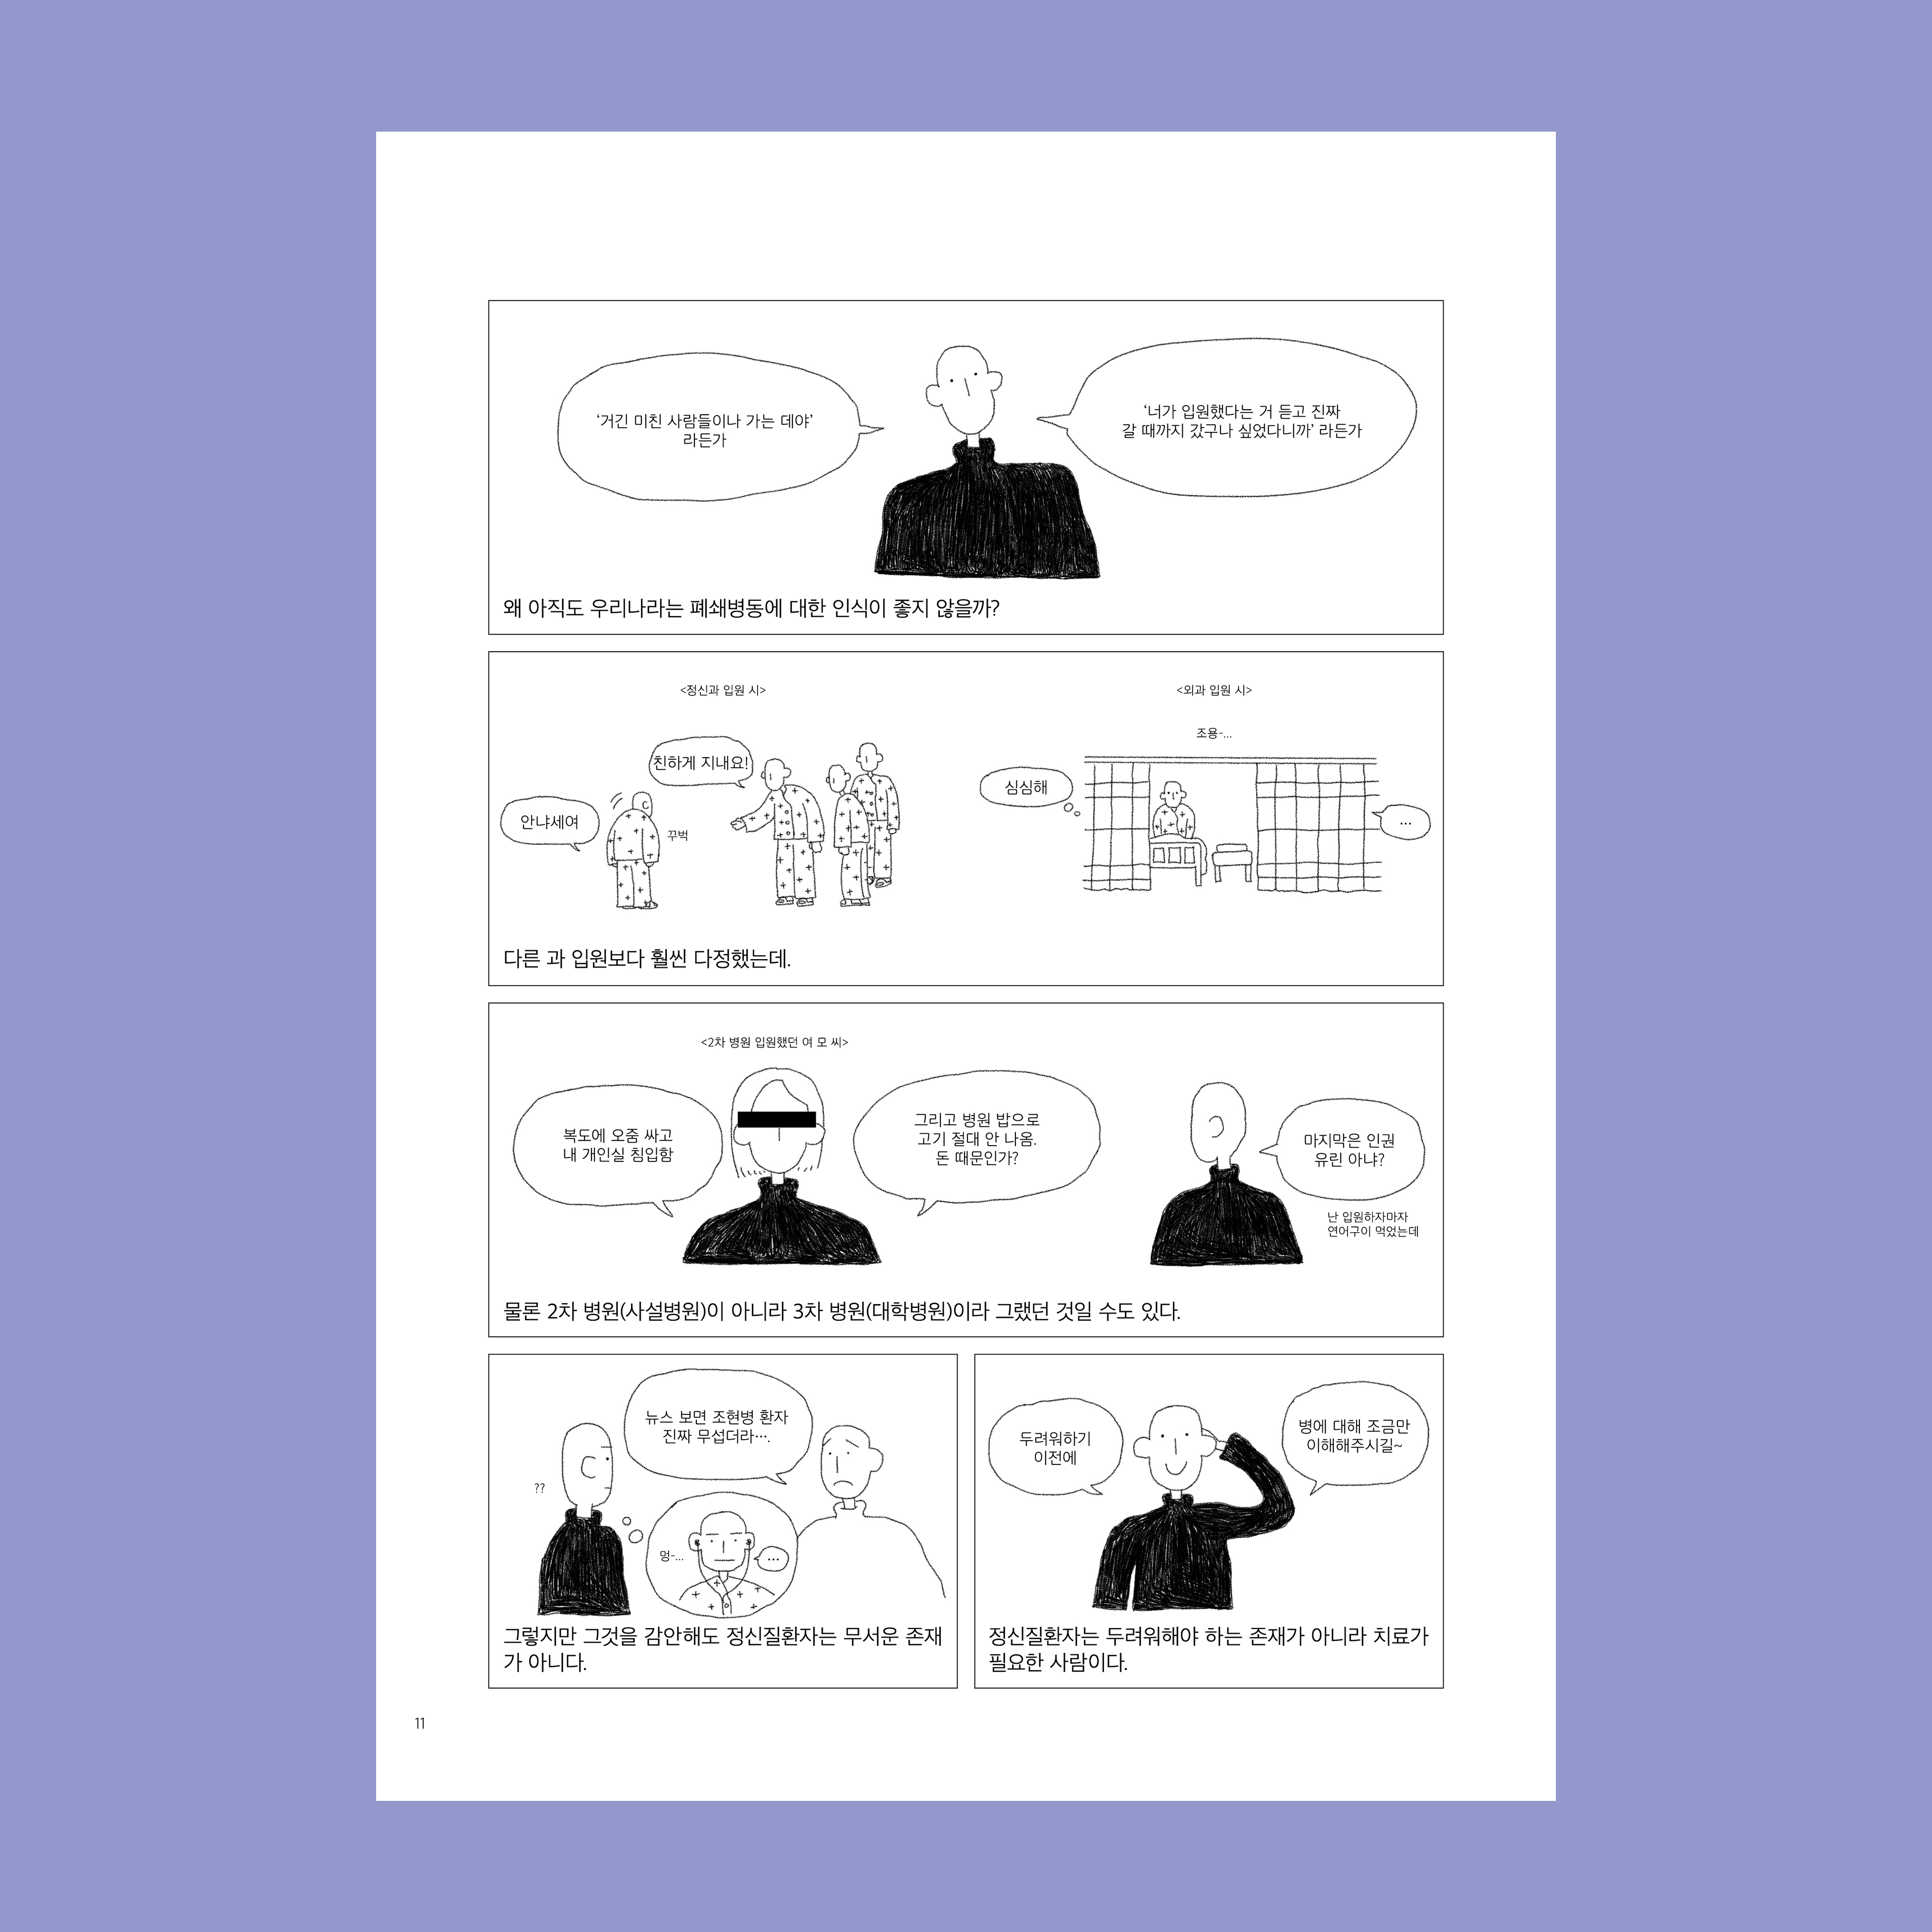 ‘거긴 미친 사람들이나 가는 데야’
라든가
‘너가 입원했다는 거 듣고 진짜
갈 때까지 갔구나 싶었다니까’ 라든가
왜 아직도 우리나라는 폐쇄병동에 대한 인식이 좋지 않을까?
<정신과 입원 시>
친하게 지내요!
안냐세여
꾸벅
<외과 입원 시>
조용-...
심심해
...
다른 과 입원보다 훨씬 다정했는데.
<2차 병원 입원했던 여 모 씨>
복도에 오줌 싸고
내 개인실 침입함
그리고 병원 밥으로
고기 절대 안 나옴.
돈 때문인가?
마지막은 인권
유린 아냐?
난 입원하자마자
연어구이 먹었는데
물론 2차 병원(사설병원)이 아니라 3차 병원(대학병원)이라 그랬던 것일 수도 있다.
뉴스 보면 조현병 환자
진짜 무섭더라….
??
멍-...
...
그렇지만 그것을 감안해도 정신질환자는 무서운 존재
가 아니다.
두려워하기
이전에
병에 대해 조금만
이해해주시길~
정신질환자는 두려워해야 하는 존재가 아니라 치료가
필요한 사람이다.
11